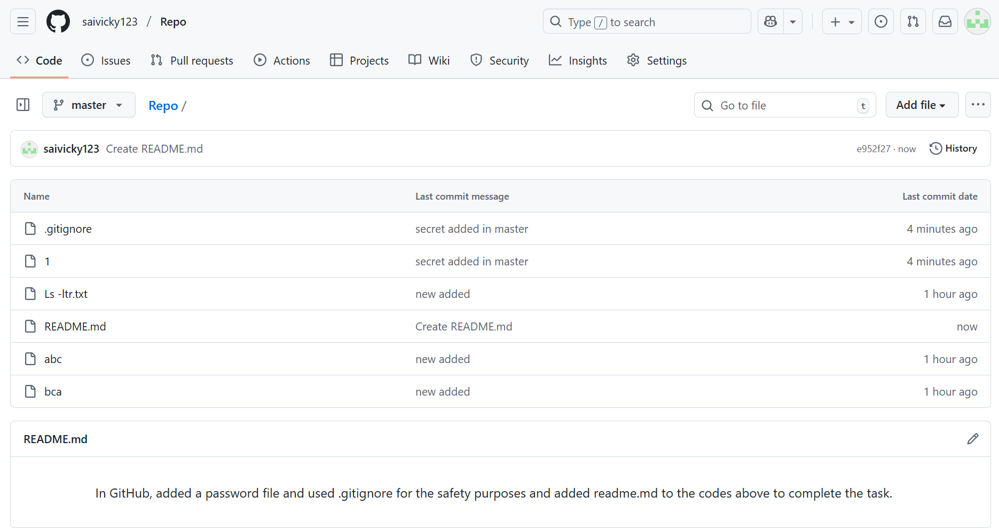 saivicky123 / Repo
Type / to search
Code Issues Pull requests Actions Projects Wiki Security Insights Settings
master Repo / Go to file t Add file ...
saivicky123 Create README.md e952f27 · now History
Name Last commit message Last commit date
.gitignore secret added in master 4 minutes ago
1 secret added in master 4 minutes ago
Ls -ltr.txt new added 1 hour ago
README.md Create README.md now
abc new added 1 hour ago
bca new added 1 hour ago
README.md
In GitHub, added a password file and used .gitignore for the safety purposes and added readme.md to the codes above to complete the task.